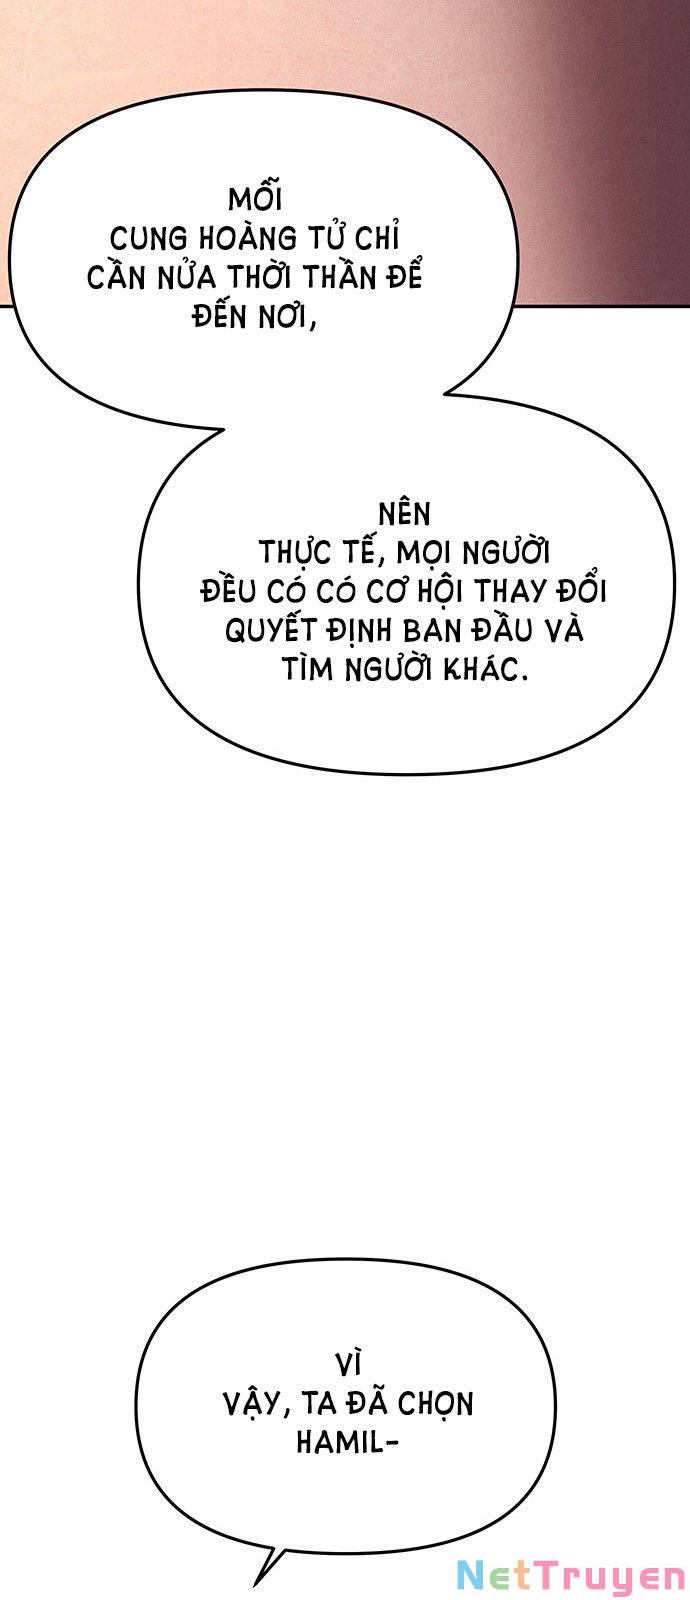 MỖI
CUNG HOÀNG TỬ CHỈ
CẦN NỬA THỜI THẦN ĐỂ
ĐẾN NƠI,
NÊN
THỰC TẾ, MỌI NGƯỜI
ĐỀU CÓ CÓ CƠ HỘI THAY ĐỔI
QUYẾT ĐỊNH BAN ĐẦU VÀ
TÌM NGƯỜI KHÁC.
VÌ
VẬY, TA ĐÃ CHỌN
HAMIL-
NetTruyen